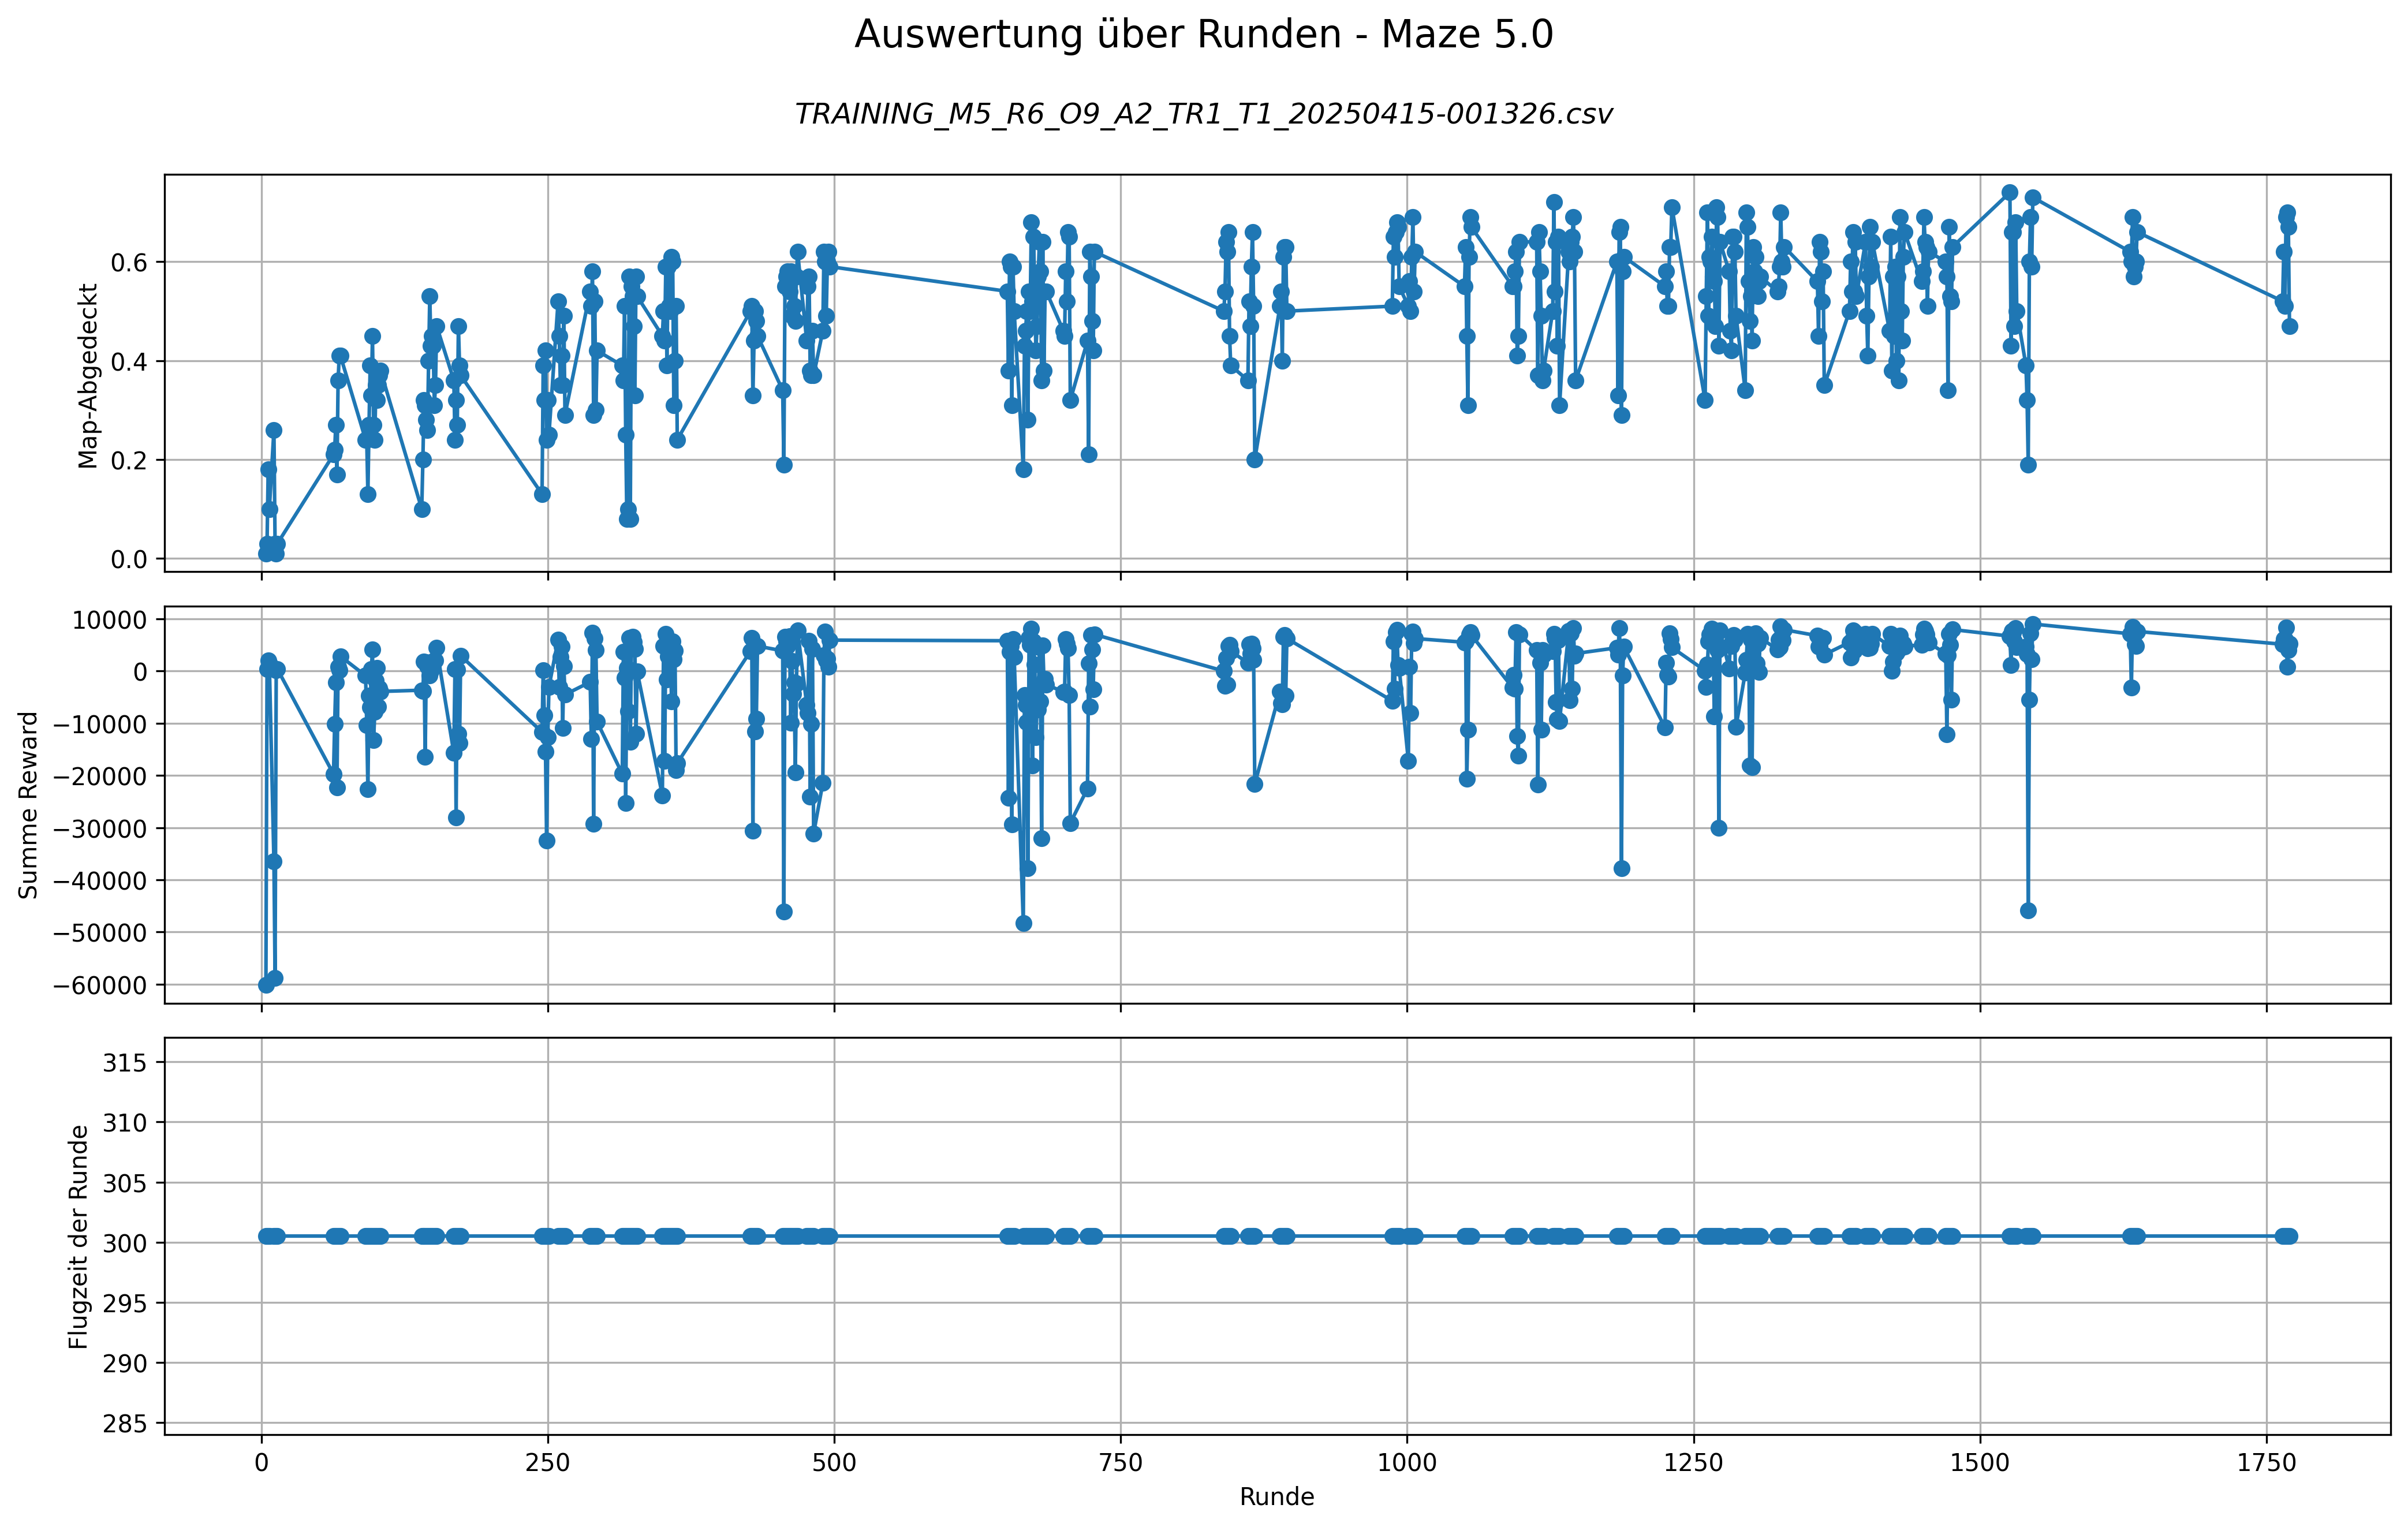 Auswertung über Runden - Maze 5.0
TRAINING_M5_R6_O9_A2_TR1_T1_20250415-001326.csv
Map-Abgedeckt
0.6
0.4
0.2
0.0
Summe Reward
10000
0
−10000
−20000
−30000
−40000
−50000
−60000
Flugzeit der Runde
315
310
305
300
295
290
285
0 250 500 750 1000 1250 1500 1750
Runde